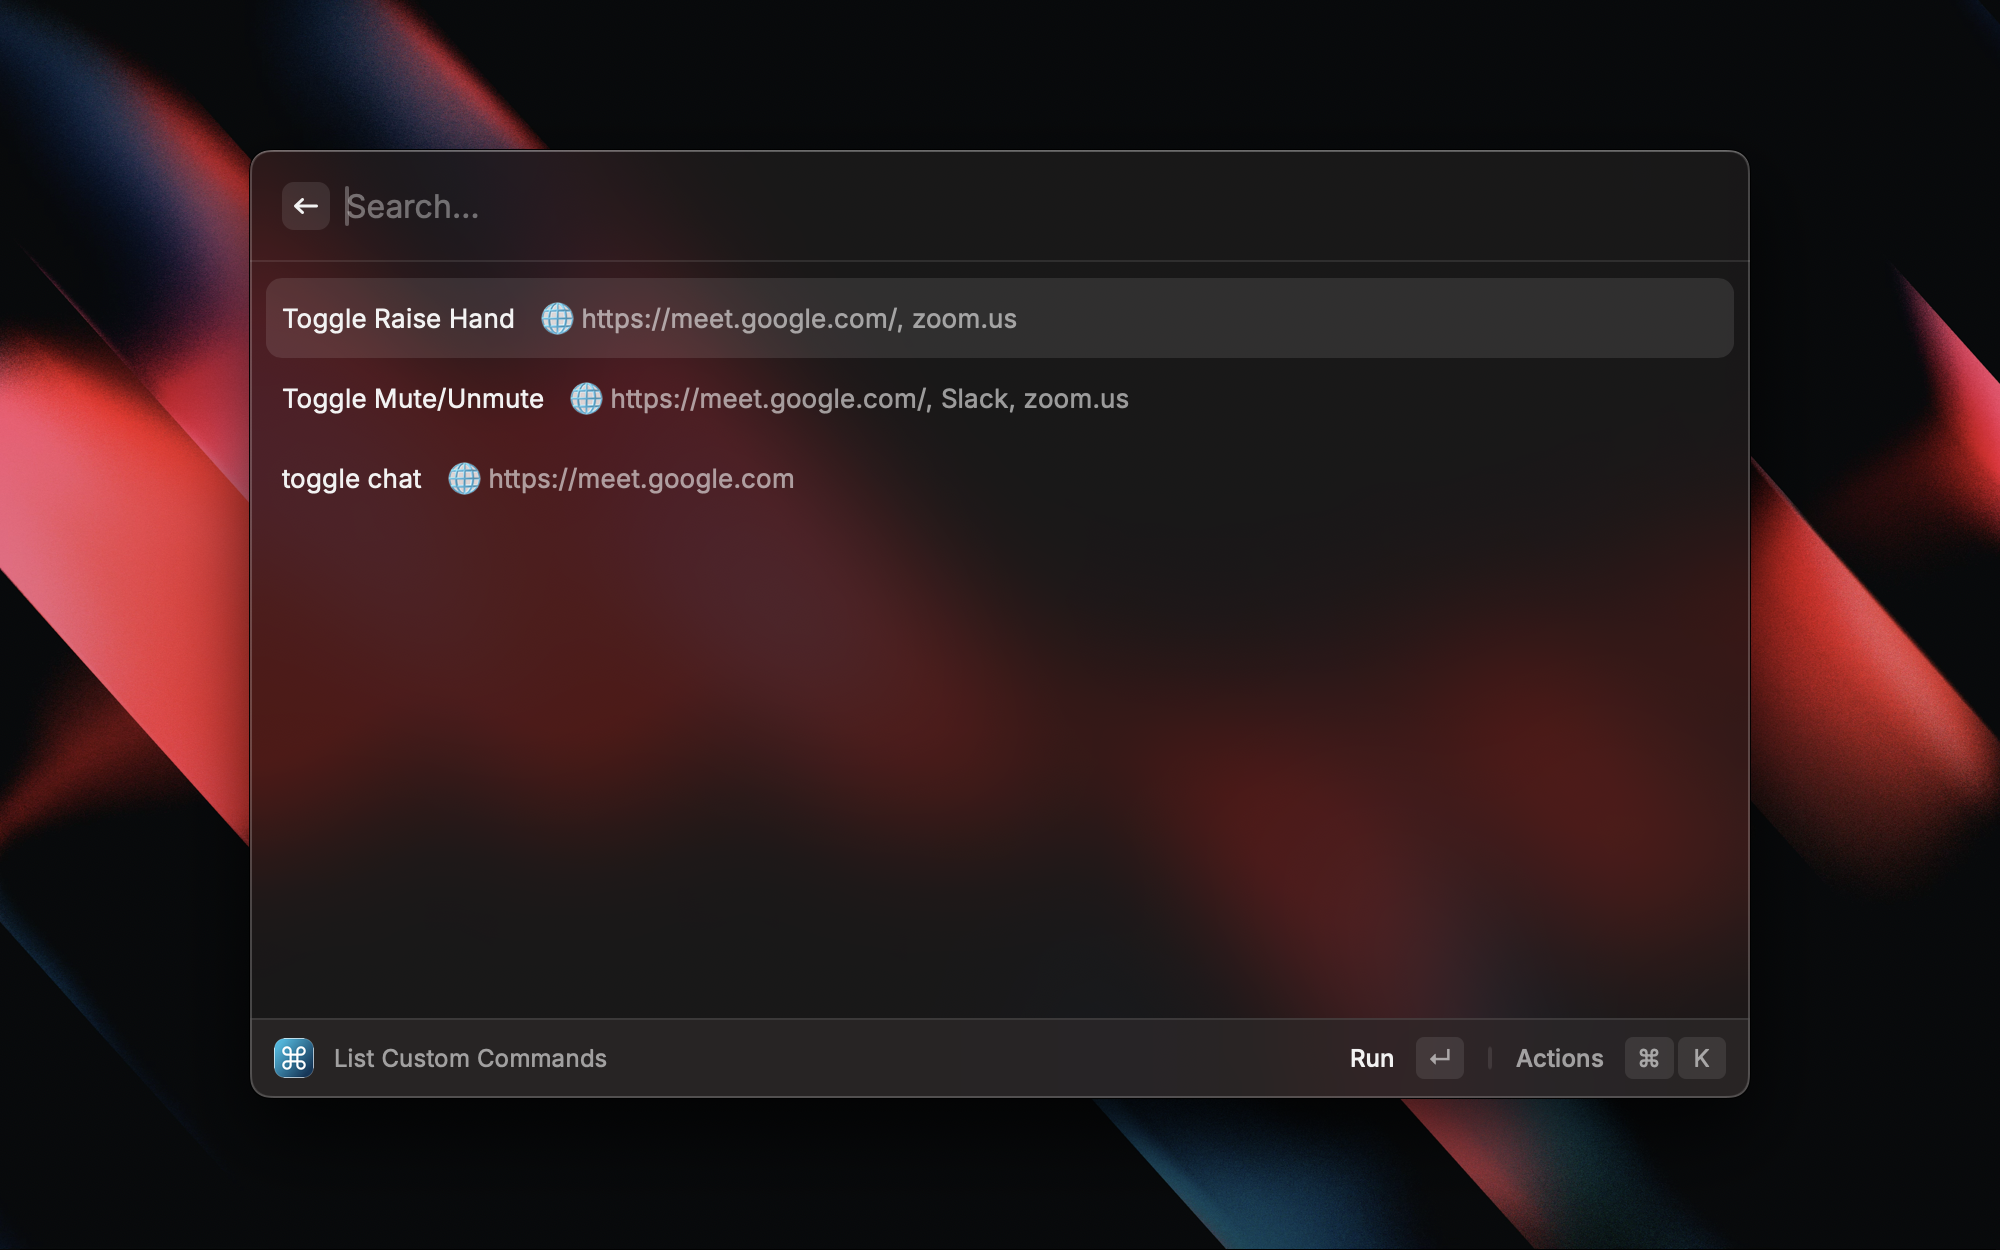 Search...
Toggle Raise Hand 🌐 https://meet.google.com/, zoom.us
Toggle Mute/Unmute 🌐 https://meet.google.com/, Slack, zoom.us
toggle chat 🌐 https://meet.google.com
List Custom Commands Run ↵ Actions ⌘ K